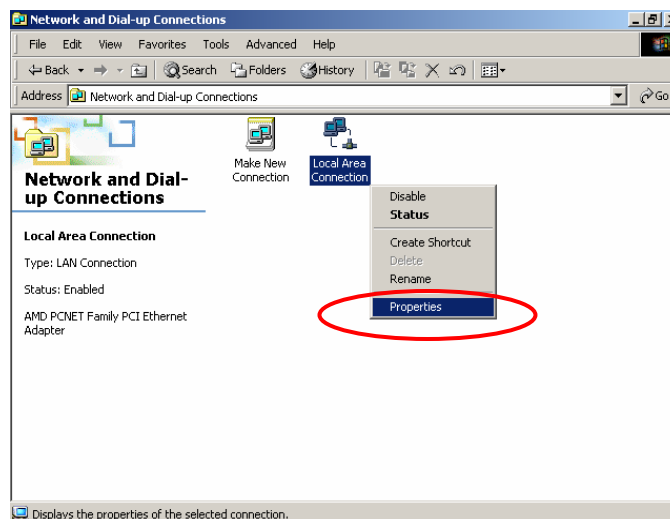 Network and Dial-up Connections
File Edit View Favorites Tools Advanced Help
Back Search Folders History
Address Network and Dial-up Connections Go
Make New
Connection
Local Area
Connection
Network and Dial-
up Connections
Local Area Connection
Type: LAN Connection
Status: Enabled
AMD PCNET Family PCI Ethernet
Adapter
Disable
Status
Create Shortcut
Delete
Rename
Properties
Displays the properties of the selected connection.